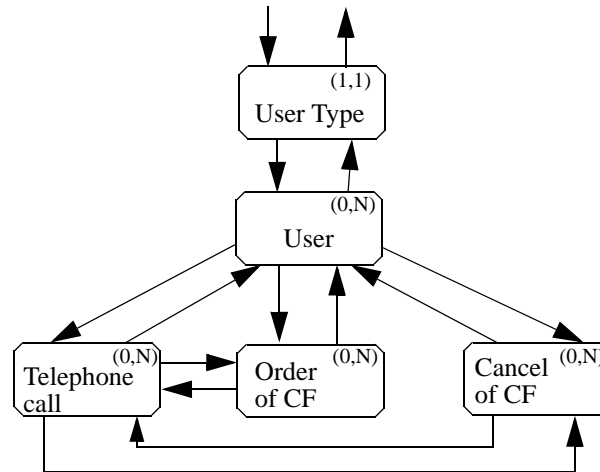 (1,1)
User Type
(0,N)
User
(0,N)
Telephone
call
(0,N)
Order
of CF
(0,N)
Cancel
of CF